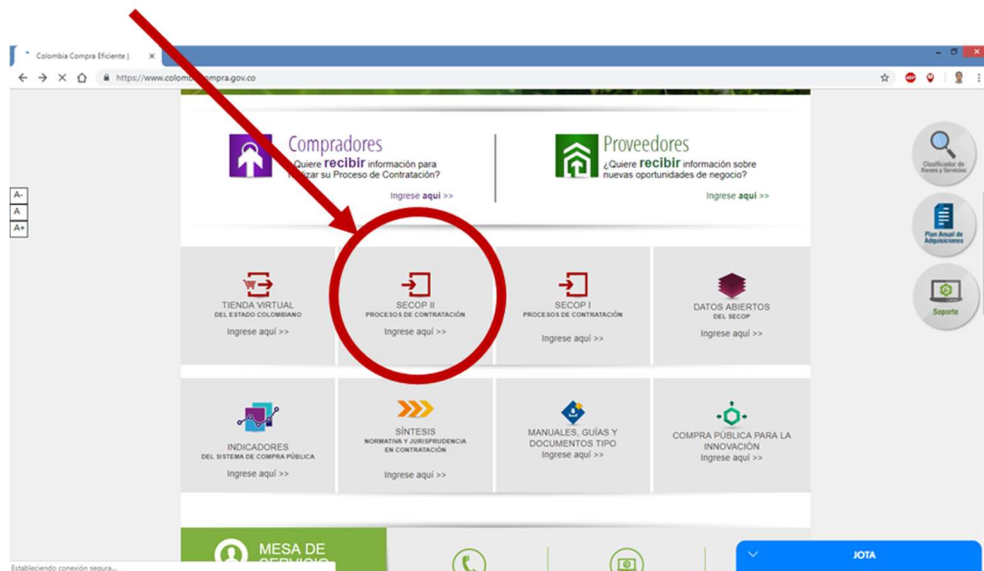 Colombia Compra Eficiente |
https://www.colom mpra.gov.co
Compradores
¿Quiere recibir información para
realizar su Proceso de Contratación?
Ingrese aquí >>
Proveedores
¿Quiere recibir información sobre
nuevas oportunidades de negocio?
Ingrese aquí >>
A-
A
A+
Clasificador de
Bienes y Servicios
Plan Anual de
Adquisiciones
Soporte
TIENDA VIRTUAL
DEL ESTADO COLOMBIANO
Ingrese aquí >>
SECOP II
PROCESOS DE CONTRATACIÓN
Ingrese aquí >>
SECOP I
PROCESOS DE CONTRATACIÓN
Ingrese aquí >>
DATOS ABIERTOS
DEL SECOP
Ingrese aquí >>
INDICADORES
DEL SISTEMA DE COMPRA PÚBLICA
Ingrese aquí >>
SÍNTESIS
NORMATIVA Y JURISPRUDENCIA
EN CONTRATACIÓN
Ingrese aquí >>
MANUALES, GUÍAS Y
DOCUMENTOS TIPO
Ingrese aquí >>
COMPRA PÚBLICA PARA LA
INNOVACIÓN
Ingrese aquí >>
MESA DE
SERVICIO
JOTA
Estableciendo conexión segura...